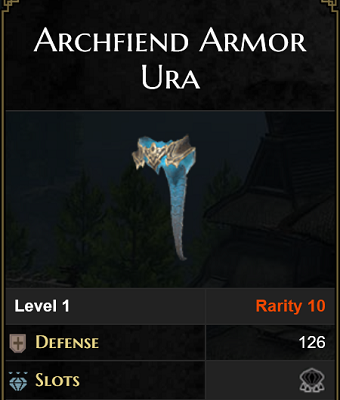 Archfiend Armor
Ura
Level 1 Rarity 10
Defense 126
Slots